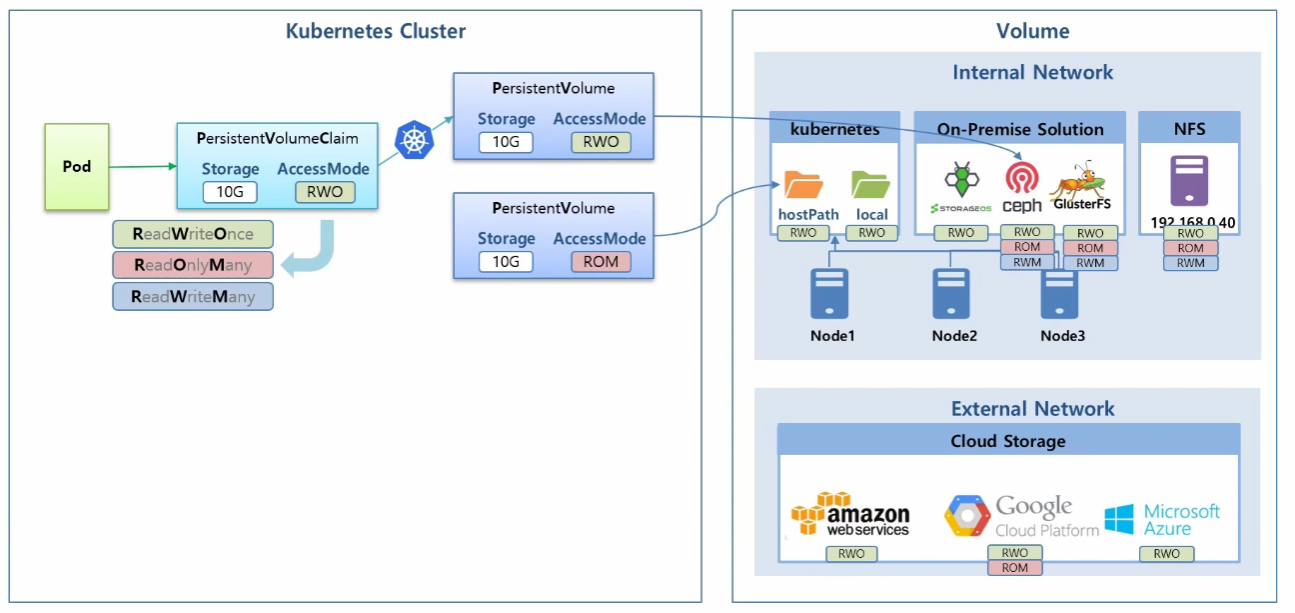 Kubernetes Cluster
Pod
PersistentVolumeClaim
Storage AccessMode
10G RWO
ReadWriteOnce
ReadOnlyMany
ReadWriteMany
PersistentVolume
Storage AccessMode
10G RWO
PersistentVolume
Storage AccessMode
10G ROM
Volume
Internal Network
kubernetes
hostPath local
RWO RWO
On-Premise Solution
STORAGEOS ceph GlusterFS
RWO RWO RWO
ROM ROM
RWM RWM
NFS
192.168.0.40
RWO
ROM
RWM
Node1 Node2 Node3
External Network
Cloud Storage
amazon
webservices
RWO
Google
Cloud Platform
RWO
ROM
Microsoft
Azure
RWO